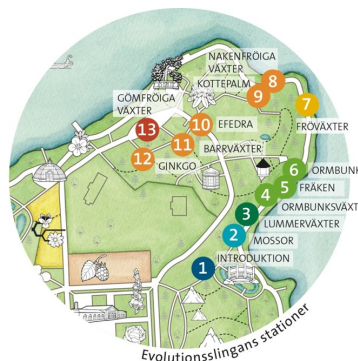 NAKENFRÖIGA
VÄXTER
8
KOTTEPALM
9
7
GÖMFRÖIGA
VÄXTER
10
EFEDRA
FRÖVÄXTER
13
11
BARRVÄXTER
12
GINKGO
6
ORMBUNK
5
FRÄKEN
4
ORMBUNSVÄXT
3
LUMMERVÄXTER
2
MOSSOR
1
INTRODUKTION
Evolutionsslingans stationer